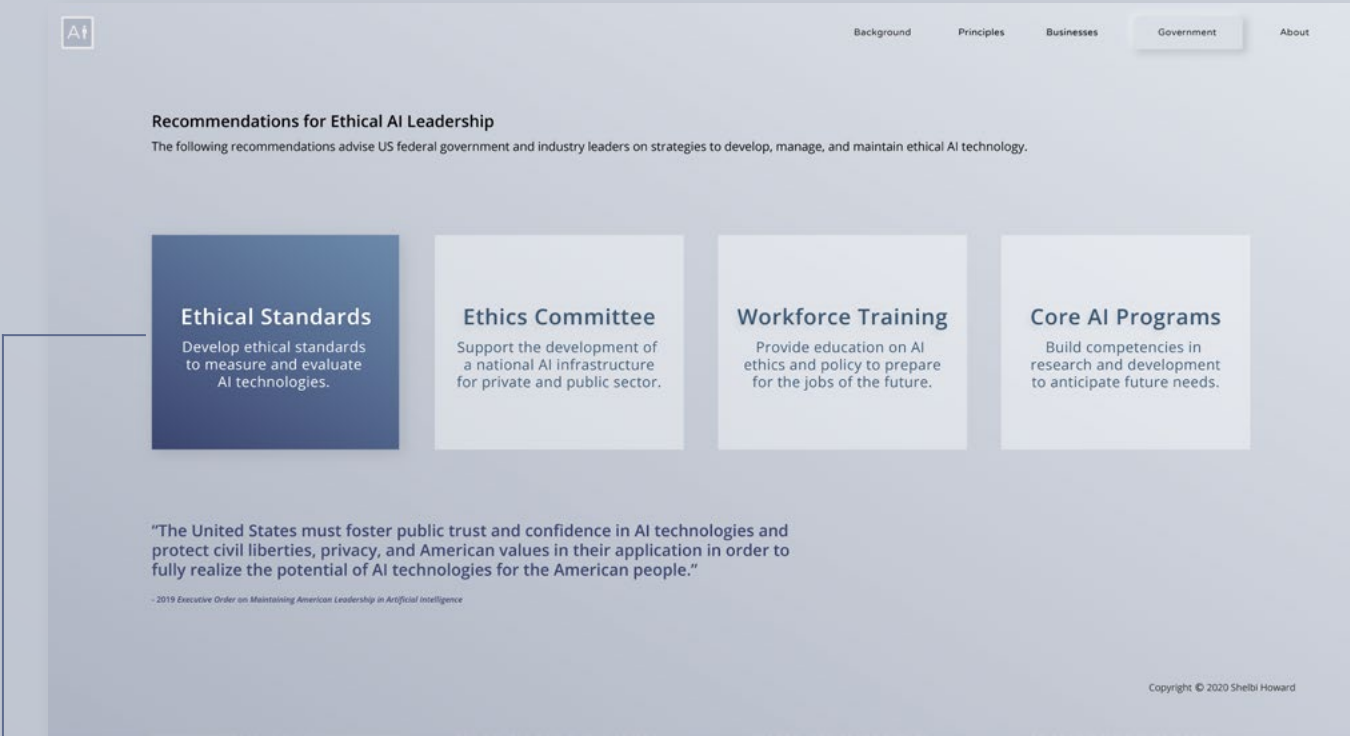 Ai
Background Principles Businesses Government About
Recommendations for Ethical AI Leadership
The following recommendations advise US federal government and industry leaders on strategies to develop, manage, and maintain ethical AI technology.
Ethical Standards
Develop ethical standards
to measure and evaluate
AI technologies.
Ethics Committee
Support the development of
a national AI infrastructure
for private and public sector.
Workforce Training
Provide education on AI
ethics and policy to prepare
for the jobs of the future.
Core AI Programs
Build competencies in
research and development
to anticipate future needs.
“The United States must foster public trust and confidence in AI technologies and
protect civil liberties, privacy, and American values in their application in order to
fully realize the potential of AI technologies for the American people.”
- 2019 Executive Order on Maintaining American Leadership in Artificial Intelligence
Copyright © 2020 Shelbi Howard